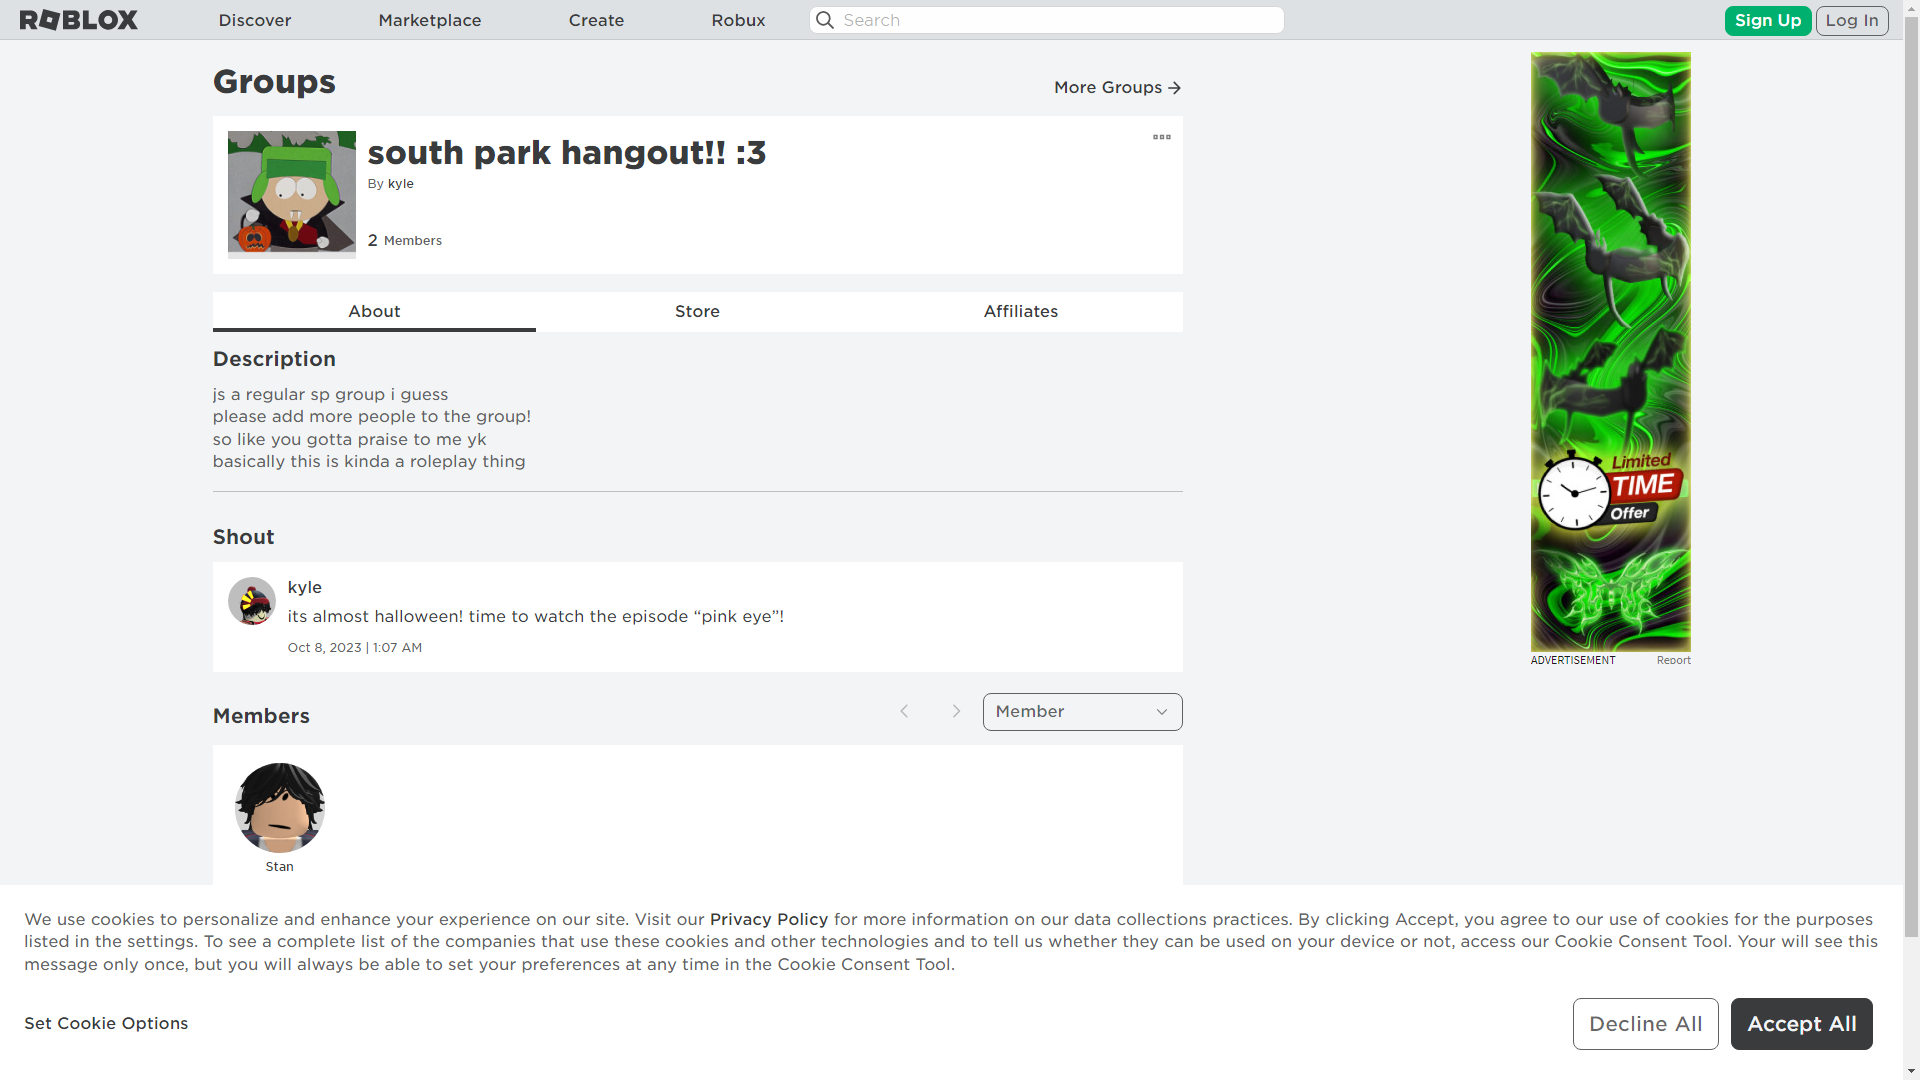 ROBLOX
Discover
Marketplace
Create
Robux
Search
Sign Up
Log In
Groups
More Groups
south park hangout!! :3
By kyle
2 Members
About
Store
Affiliates
Description
js a regular sp group i guess
please add more people to the group!
so like you gotta praise to me yk
basically this is kinda a roleplay thing
Shout
kyle
its almost halloween! time to watch the episode “pink eye”!
Oct 8, 2023 | 1:07 AM
Members
Member
Stan
Limited
TIME
Offer
ADVERTISEMENT
Report
We use cookies to personalize and enhance your experience on our site. Visit our Privacy Policy for more information on our data collections practices. By clicking Accept, you agree to our use of cookies for the purposes
listed in the settings. To see a complete list of the companies that use these cookies and other technologies and to tell us whether they can be used on your device or not, access our Cookie Consent Tool. Your will see this
message only once, but you will always be able to set your preferences at any time in the Cookie Consent Tool.
Set Cookie Options
Decline All
Accept All